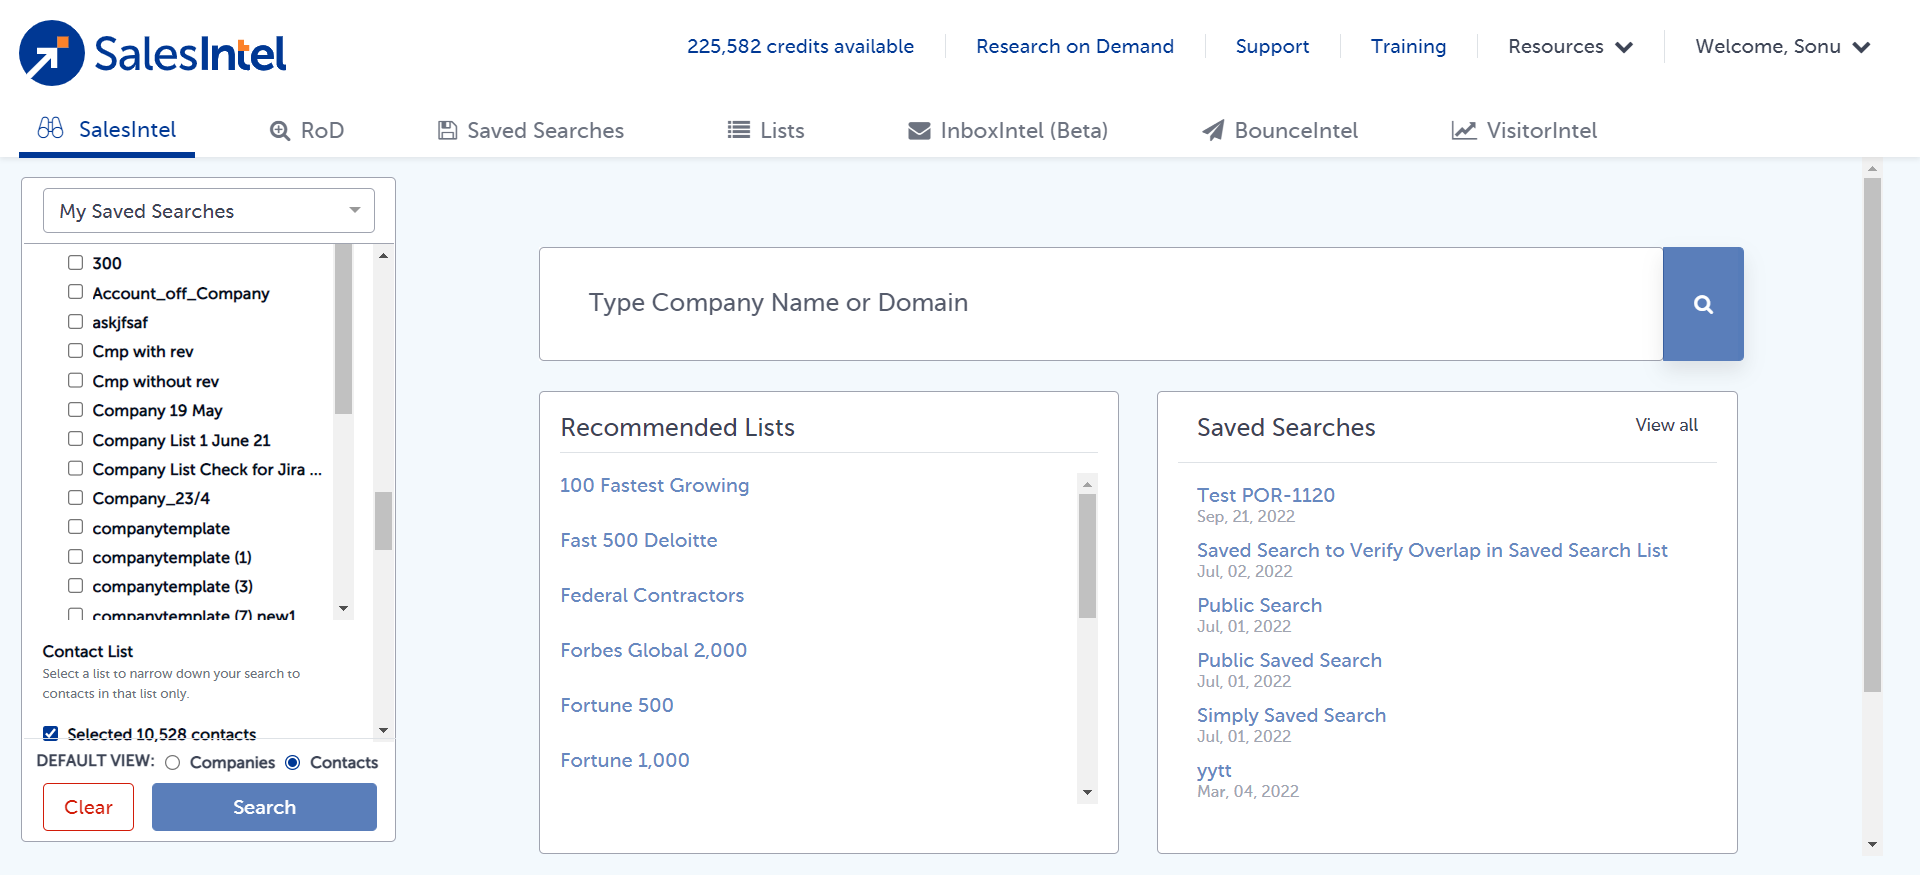 SalesIntel
225,582 credits available
Research on Demand
Support
Training
Resources
Welcome, Sonu
SalesIntel
RoD
Saved Searches
Lists
InboxIntel (Beta)
BounceIntel
VisitorIntel
My Saved Searches
300
Account_off_Company
askjfsaf
Cmp with rev
Cmp without rev
Company 19 May
Company List 1 June 21
Company List Check for Jira ...
Company_23/4
companytemplate
companytemplate (1)
companytemplate (3)
companytemplate (7) new1
Contact List
Select a list to narrow down your search to
contacts in that list only.
Selected 10,528 contacts
DEFAULT VIEW:
Companies
Contacts
Clear
Search
Type Company Name or Domain
Recommended Lists
100 Fastest Growing
Fast 500 Deloitte
Federal Contractors
Forbes Global 2,000
Fortune 500
Fortune 1,000
Saved Searches
View all
Test POR-1120
Sep, 21, 2022
Saved Search to Verify Overlap in Saved Search List
Jul, 02, 2022
Public Search
Jul, 01, 2022
Public Saved Search
Jul, 01, 2022
Simply Saved Search
Jul, 01, 2022
yytt
Mar, 04, 2022